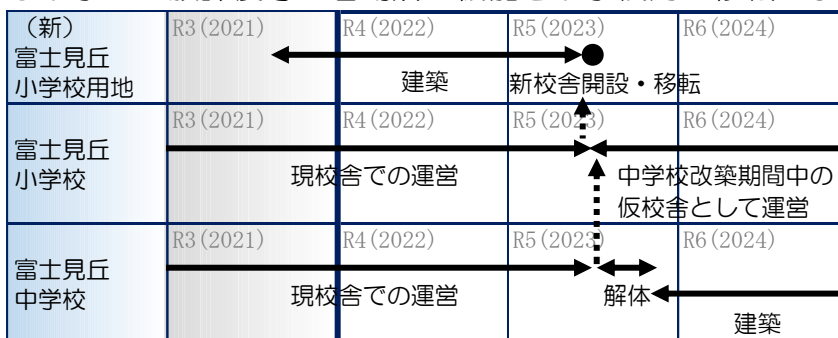 （新）
富士見丘
小学校用地
R3(2021)
R4(2022)
R5(2023)
R6(2024)
建築
新校舎開設・移転
富士見丘
小学校
R3(2021)
R4(2022)
R5(2023)
R6(2024)
現校舎での運営
中学校改築期間中の
仮校舎として運営
富士見丘
中学校
R3(2021)
R4(2022)
R5(2023)
R6(2024)
現校舎での運営
解体
建築